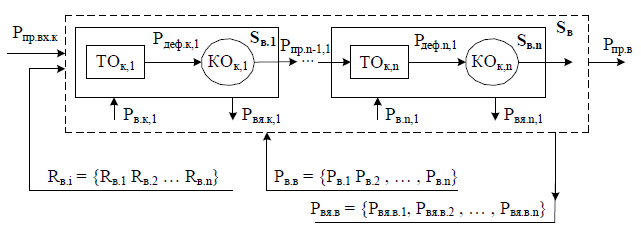 Pпр.вх.к
Sв
Pдеф.к,1
Sв.1
Pпр.n-1,1
Pдеф.n,1
Sв.n
Pпр.в
ТОк,1
КОк,1
...
ТОк,n
КОк,n
Pв.к,1
Pвя.к,1
Pв.n,1
Pвя.n,1
Rв.i = {Rв.1 Rв.2 … Rв.n}
Pв.в = {Pв.1 Pв.2 , … , Pв.n}
Pвя.в = {Pвя.в.1, Pвя.в.2 , … , Pвя.в.n}